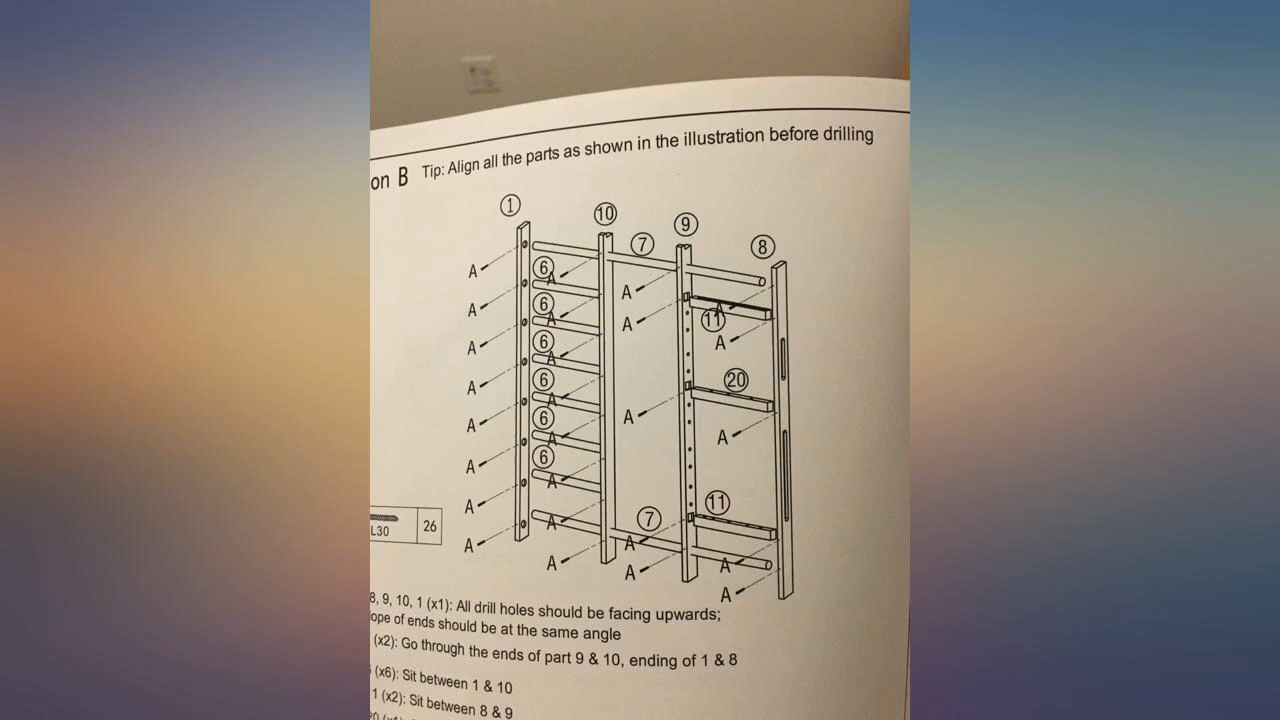 on B Tip: Align all the parts as shown in the illustration before drilling
1
10
9
7
8
A A A A A A A A
6 6 6 6 6 6
A A A A A A A A
A A A A A
11
A A
20
A
7
11
A A
L30 26
8, 9, 10, 1 (x1): All drill holes should be facing upwards;
ope of ends should be at the same angle
(x2): Go through the ends of part 9 & 10, ending of 1 & 8
(x6): Sit between 1 & 10
1 (x2): Sit between 8 & 9